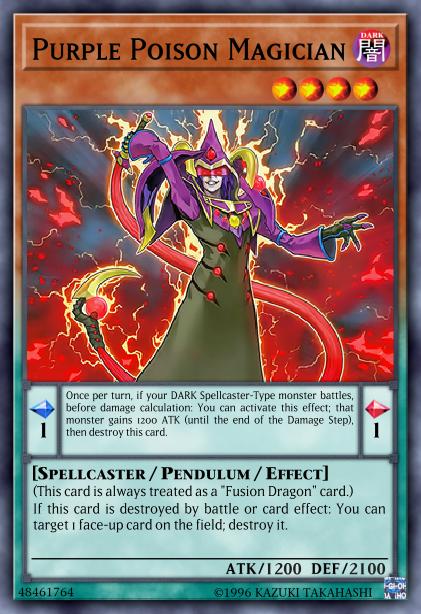 PURPLE POISON MAGICIAN
DARK
闇
Once per turn, if your DARK Spellcaster-Type monster battles,
before damage calculation: You can activate this effect; that
monster gains 1200 ATK (until the end of the Damage Step),
then destroy this card.
1
1
[SPELLCASTER / PENDULUM / EFFECT]
(This card is always treated as a "Fusion Dragon" card.)
If this card is destroyed by battle or card effect: You can
target 1 face-up card on the field; destroy it.
ATK/1200 DEF/2100
48461764
©1996 KAZUKI TAKAHASHI